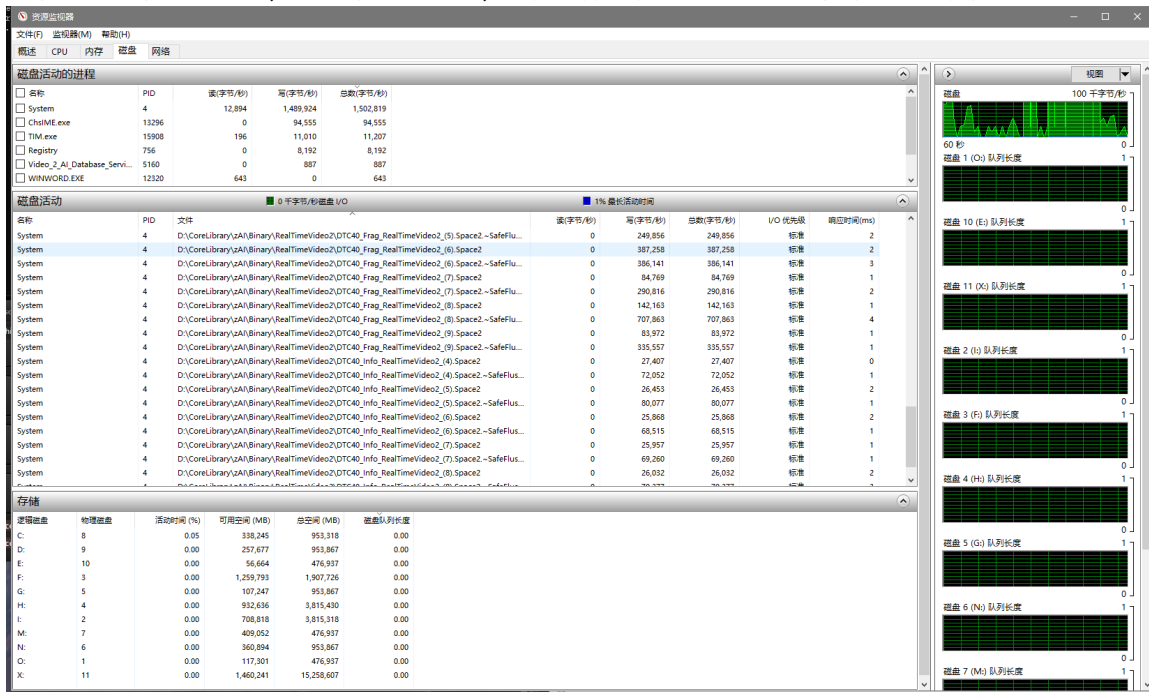 资源监视器
文件(F) 监视器(M) 帮助(H)
概述 CPU 内存 磁盘 网络
磁盘活动的进程
名称 PID 读(字节/秒) 写(字节/秒) 总数(字节/秒)
System 4 12,894 1,489,924 1,502,819
ChsIME.exe 13296 0 94,555 94,555
TIM.exe 15908 196 11,010 11,207
Registry 756 0 8,192 8,192
Video_2_AI_Database_Servi... 5160 0 887 887
WINWORD.EXE 12320 643 0 643
磁盘活动 0 千字节/秒磁盘 I/O 1% 最长活动时间
名称 PID 文件 读(字节/秒) 写(字节/秒) 总数(字节/秒) I/O 优先级 响应时间(ms)
System 4 D:\CoreLibrary\zAI\Binary\RealTimeVideo2\DTC40_Frag_RealTimeVideo2_(5).Space2.~SafeFlu... 0 249,856 249,856 标准 2
System 4 D:\CoreLibrary\zAI\Binary\RealTimeVideo2\DTC40_Frag_RealTimeVideo2_(6).Space2 0 387,258 387,258 标准 2
System 4 D:\CoreLibrary\zAI\Binary\RealTimeVideo2\DTC40_Frag_RealTimeVideo2_(6).Space2.~SafeFlu... 0 386,141 386,141 标准 3
System 4 D:\CoreLibrary\zAI\Binary\RealTimeVideo2\DTC40_Frag_RealTimeVideo2_(7).Space2 0 84,769 84,769 标准 1
System 4 D:\CoreLibrary\zAI\Binary\RealTimeVideo2\DTC40_Frag_RealTimeVideo2_(7).Space2.~SafeFlu... 0 290,816 290,816 标准 2
System 4 D:\CoreLibrary\zAI\Binary\RealTimeVideo2\DTC40_Frag_RealTimeVideo2_(8).Space2 0 142,163 142,163 标准 1
System 4 D:\CoreLibrary\zAI\Binary\RealTimeVideo2\DTC40_Frag_RealTimeVideo2_(8).Space2.~SafeFlu... 0 707,863 707,863 标准 4
System 4 D:\CoreLibrary\zAI\Binary\RealTimeVideo2\DTC40_Frag_RealTimeVideo2_(9).Space2 0 83,972 83,972 标准 1
System 4 D:\CoreLibrary\zAI\Binary\RealTimeVideo2\DTC40_Frag_RealTimeVideo2_(9).Space2.~SafeFlu... 0 335,557 335,557 标准 1
System 4 D:\CoreLibrary\zAI\Binary\RealTimeVideo2\DTC40_Info_RealTimeVideo2_(4).Space2 0 27,407 27,407 标准 0
System 4 D:\CoreLibrary\zAI\Binary\RealTimeVideo2\DTC40_Info_RealTimeVideo2_(4).Space2.~SafeFlus... 0 72,052 72,052 标准 1
System 4 D:\CoreLibrary\zAI\Binary\RealTimeVideo2\DTC40_Info_RealTimeVideo2_(5).Space2 0 26,453 26,453 标准 2
System 4 D:\CoreLibrary\zAI\Binary\RealTimeVideo2\DTC40_Info_RealTimeVideo2_(5).Space2.~SafeFlus... 0 80,077 80,077 标准 1
System 4 D:\CoreLibrary\zAI\Binary\RealTimeVideo2\DTC40_Info_RealTimeVideo2_(6).Space2 0 25,868 25,868 标准 2
System 4 D:\CoreLibrary\zAI\Binary\RealTimeVideo2\DTC40_Info_RealTimeVideo2_(6).Space2.~SafeFlus... 0 68,515 68,515 标准 1
System 4 D:\CoreLibrary\zAI\Binary\RealTimeVideo2\DTC40_Info_RealTimeVideo2_(7).Space2 0 25,957 25,957 标准 1
System 4 D:\CoreLibrary\zAI\Binary\RealTimeVideo2\DTC40_Info_RealTimeVideo2_(7).Space2.~SafeFlus... 0 69,260 69,260 标准 1
System 4 D:\CoreLibrary\zAI\Binary\RealTimeVideo2\DTC40_Info_RealTimeVideo2_(8).Space2 0 26,032 26,032 标准 2
存储
逻辑磁盘 物理磁盘 活动时间 (%) 可用空间 (MB) 总空间 (MB) 磁盘队列长度
C: 8 0.05 338,245 953,318 0.00
D: 9 0.00 257,677 953,867 0.00
E: 10 0.00 56,664 476,937 0.00
F: 3 0.00 1,259,793 1,907,726 0.00
G: 5 0.00 107,247 953,867 0.00
H: 4 0.00 932,636 3,815,430 0.00
I: 2 0.00 708,818 3,815,318 0.00
M: 7 0.00 409,052 476,937 0.00
N: 6 0.00 360,894 953,867 0.00
O: 1 0.00 117,301 476,937 0.00
X: 11 0.00 1,460,241 15,258,607 0.00
视图
磁盘 100 千字节/秒
60 秒 0
磁盘 1 (O:) 队列长度 1
0
磁盘 10 (E:) 队列长度 1
0
磁盘 11 (X:) 队列长度 1
0
磁盘 2 (I:) 队列长度 1
0
磁盘 3 (F:) 队列长度 1
0
磁盘 4 (H:) 队列长度 1
0
磁盘 5 (G:) 队列长度 1
0
磁盘 6 (N:) 队列长度 1
0
磁盘 7 (M:) 队列长度 1